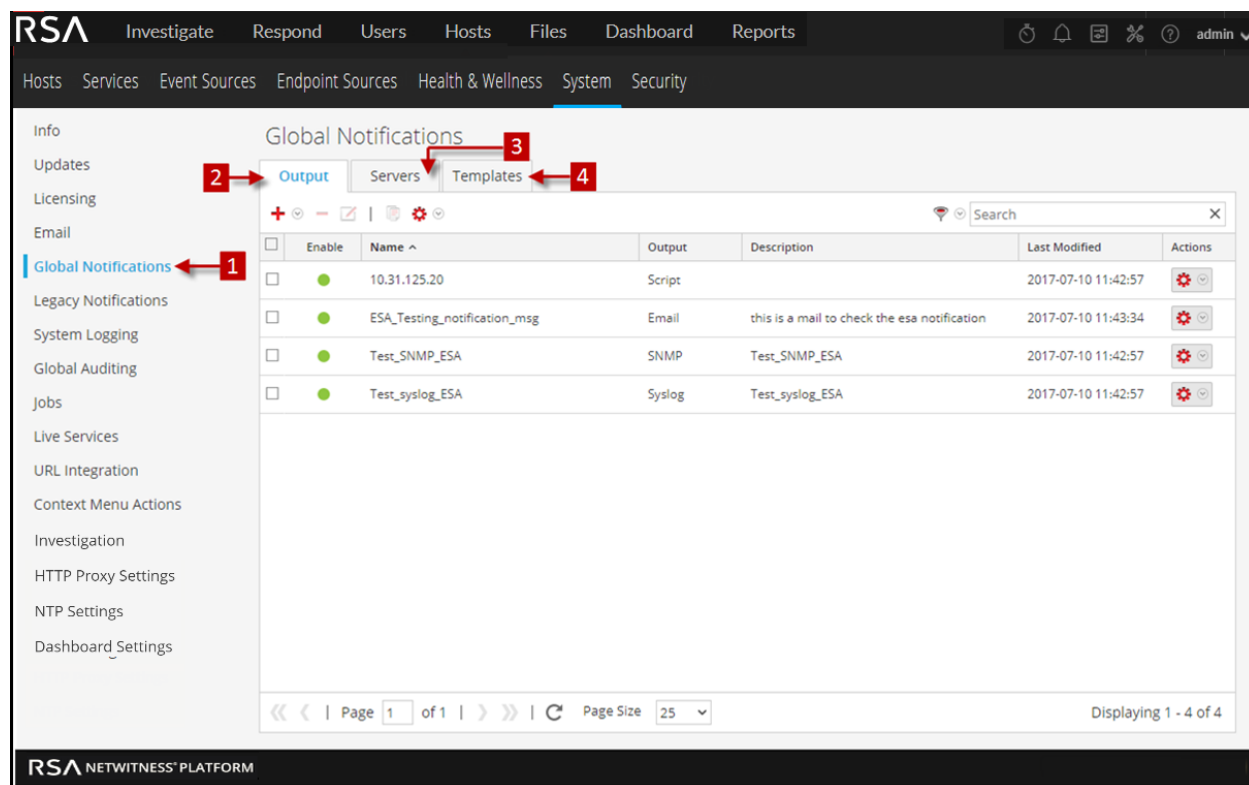 RSA Investigate Respond Users Hosts Files Dashboard Reports admin
Hosts Services Event Sources Endpoint Sources Health & Wellness System Security
Info
Updates
Licensing
Email
Global Notifications 1
Legacy Notifications
System Logging
Global Auditing
Jobs
Live Services
URL Integration
Context Menu Actions
Investigation
HTTP Proxy Settings
NTP Settings
Dashboard Settings
Global Notifications
3
2 Output Servers Templates 4
Search
Enable Name Output Description Last Modified Actions
10.31.125.20 Script 2017-07-10 11:42:57
ESA_Testing_notification_msg Email this is a mail to check the esa notification 2017-07-10 11:43:34
Test_SNMP_ESA SNMP Test_SNMP_ESA 2017-07-10 11:42:57
Test_syslog_ESA Syslog Test_syslog_ESA 2017-07-10 11:42:57
Page 1 of 1 Page Size 25 Displaying 1 - 4 of 4
RSA NETWITNESS® PLATFORM